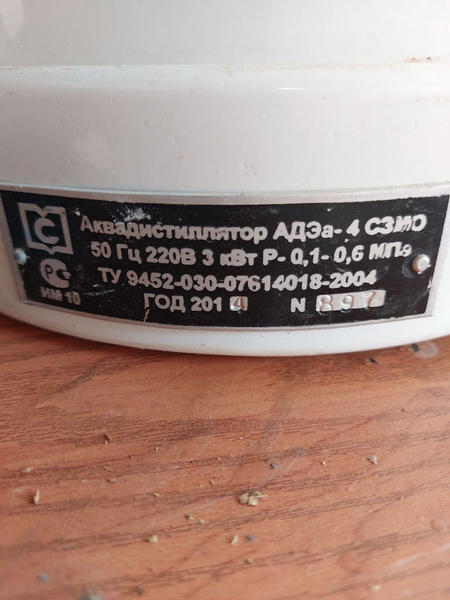 Аквадистиллятор АДЭа- 4 СЗМО
50 Гц 220В 3 кВт Р- 0,1- 0,6 МПа
ТУ 9452-030-07614018-2004
ИМ 10
ГОД 2014 N 897